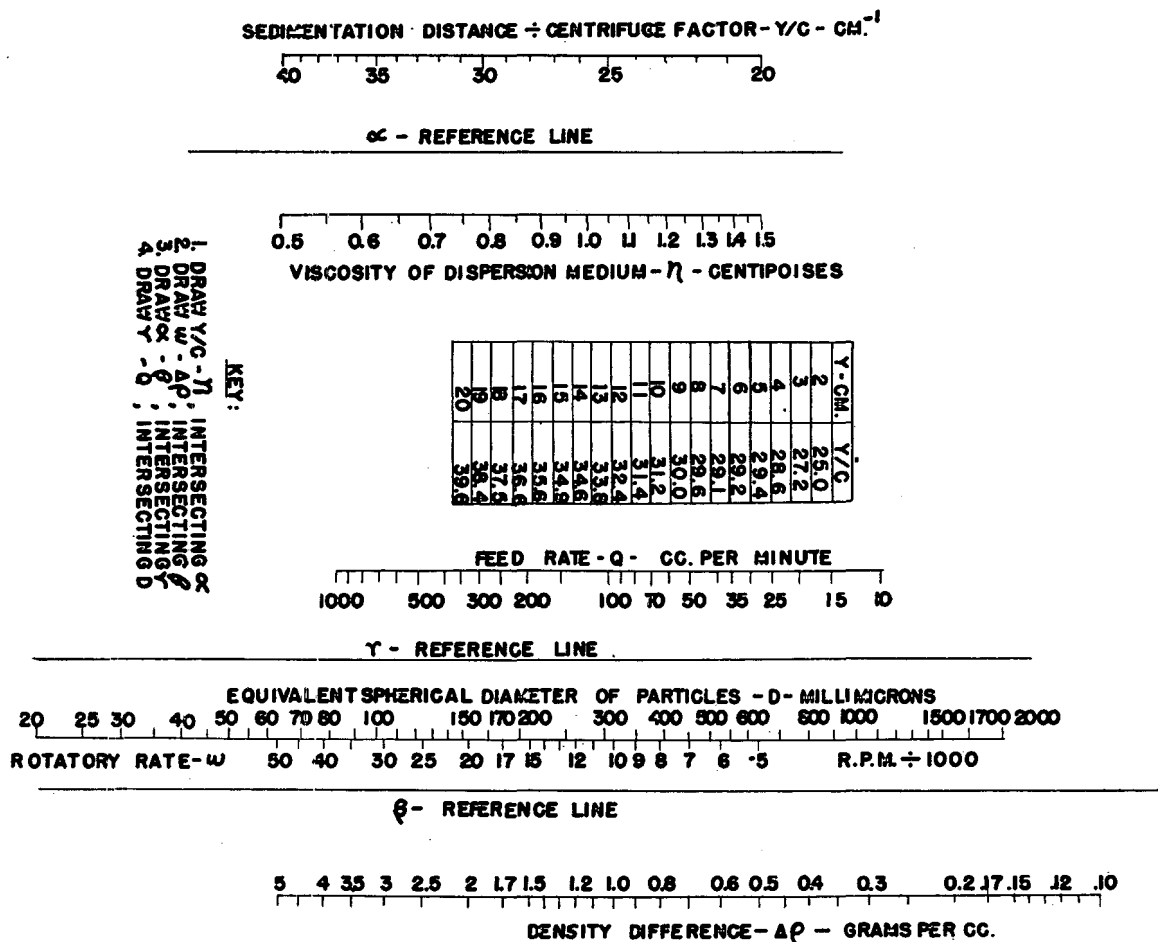 SEDIMENTATION DISTANCE ÷ CENTRIFUGE FACTOR - Y/C - CM.⁻¹
40 35 30 25 20
α - REFERENCE LINE
0.5 0.6 0.7 0.8 0.9 1.0 1.1 1.2 1.3 1.4 1.5
VISCOSITY OF DISPERSION MEDIUM - η - CENTIPOISES
KEY:
1. DRAW Y/C - η, INTERSECTING α
2. DRAW ω - Δρ, INTERSECTING β
3. DRAW α - β, INTERSECTING γ
4. DRAW γ - Q, INTERSECTING D
Y - CM. Y/C
2 25.0
3 27.2
4 28.6
5 29.4
6 29.2
7 29.1
8 29.6
9 30.0
10 31.2
11 31.4
12 32.4
13 33.8
14 34.6
15 34.9
16 35.6
17 36.6
18 37.5
19 38.4
20 39.6
FEED RATE - Q - CC. PER MINUTE
1000 500 300 200 100 70 50 35 25 15 10
γ - REFERENCE LINE
EQUIVALENT SPHERICAL DIAMETER OF PARTICLES - D - MILLIMICRONS
20 25 30 40 50 60 70 80 100 150 170 200 300 400 500 600 800 1000 1500 1700 2000
ROTATORY RATE - ω 50 40 30 25 20 17 15 12 10 9 8 7 6 5 R.P.M. ÷ 1000
β - REFERENCE LINE
5 4 3.5 3 2.5 2 1.7 1.5 1.2 1.0 0.8 0.6 0.5 0.4 0.3 0.2 .17 .15 .12 .10
DENSITY DIFFERENCE - Δρ - GRAMS PER CC.